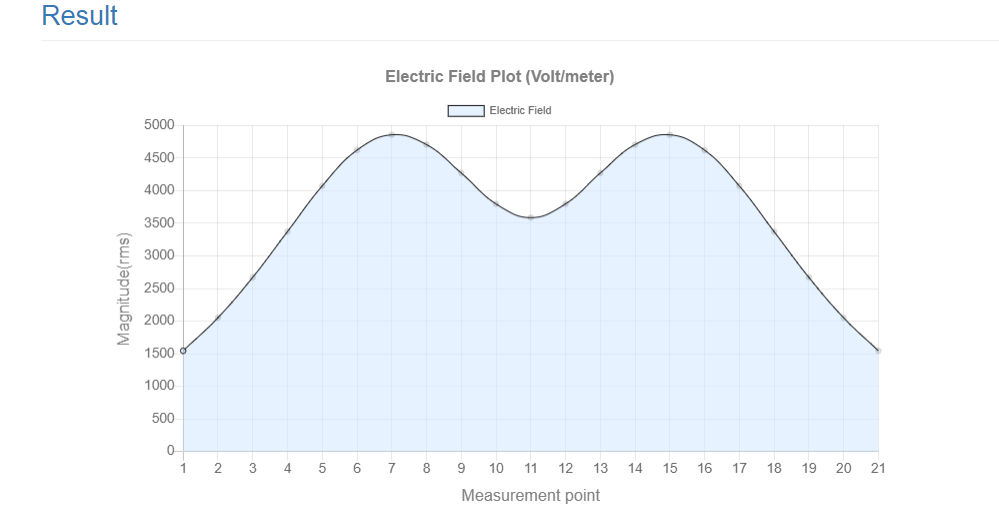 Result
Electric Field Plot (Volt/meter)
Electric Field
5000
4500
4000
3500
3000
2500
2000
1500
1000
500
0
Magnitude(rms)
1 2 3 4 5 6 7 8 9 10 11 12 13 14 15 16 17 18 19 20 21
Measurement point